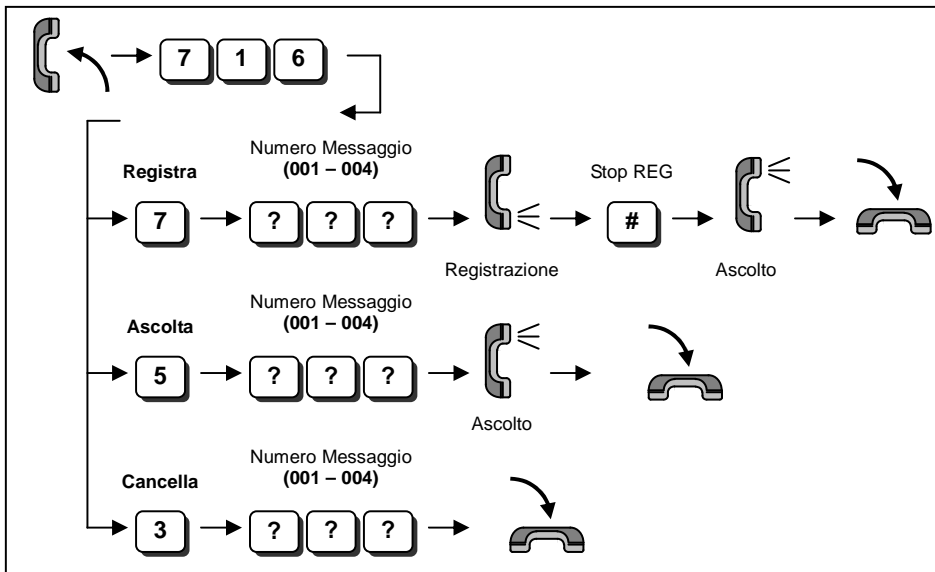 7 1 6
Numero Messaggio
Registra (001 – 004) Stop REG
7 ? ? ? #
Registrazione Ascolto
Numero Messaggio
Ascolta (001 – 004)
5 ? ? ?
Ascolto
Numero Messaggio
Cancella (001 – 004)
3 ? ? ?